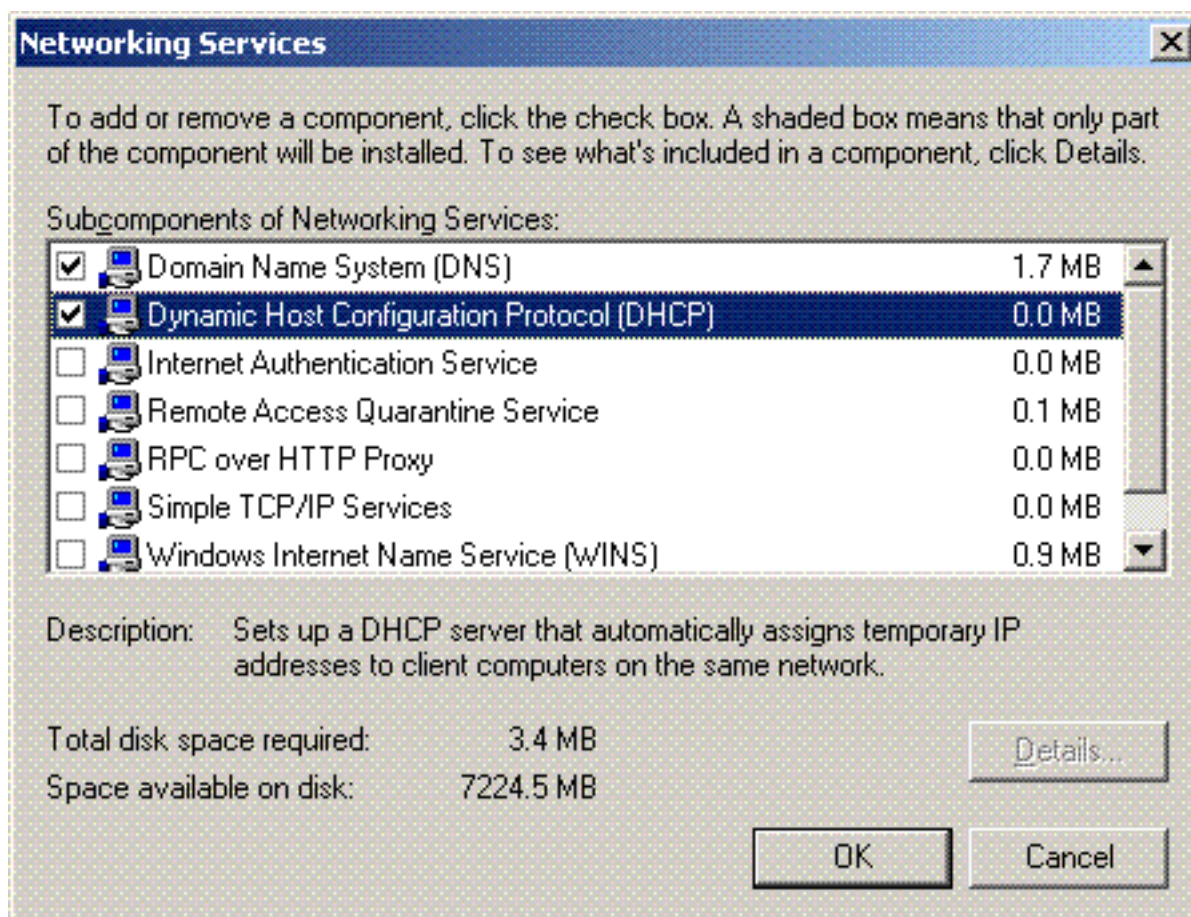 Networking Services
To add or remove a component, click the check box. A shaded box means that only part
of the component will be installed. To see what's included in a component, click Details.
Subcomponents of Networking Services:
Domain Name System (DNS) 1.7 MB
Dynamic Host Configuration Protocol (DHCP) 0.0 MB
Internet Authentication Service 0.0 MB
Remote Access Quarantine Service 0.1 MB
RPC over HTTP Proxy 0.0 MB
Simple TCP/IP Services 0.0 MB
Windows Internet Name Service (WINS) 0.9 MB
Description: Sets up a DHCP server that automatically assigns temporary IP
addresses to client computers on the same network.
Total disk space required: 3.4 MB
Space available on disk: 7224.5 MB
Details...
OK Cancel